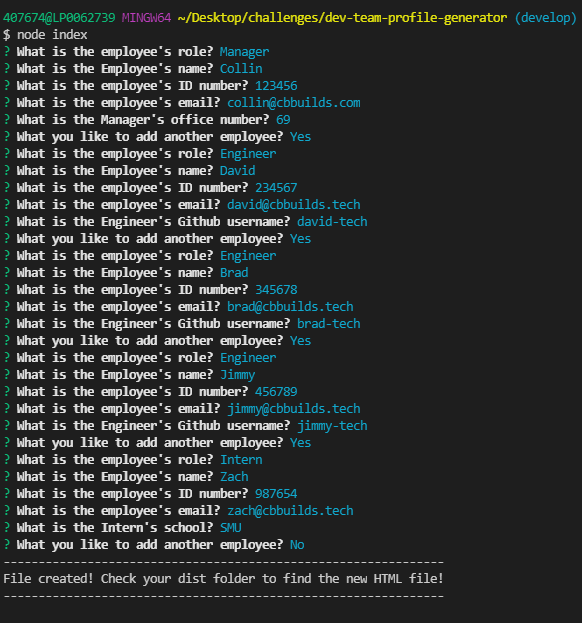 407674@LP0062739 MINGW64 ~/Desktop/challenges/dev-team-profile-generator (develop)
$ node index
? What is the employee's role? Manager
? What is the Employee's name? Collin
? What is the employee's ID number? 123456
? What is the employee's email? collin@cbbuilds.com
? What is the Manager's office number? 69
? What you like to add another employee? Yes
? What is the employee's role? Engineer
? What is the Employee's name? David
? What is the employee's ID number? 234567
? What is the employee's email? david@cbbuilds.tech
? What is the Engineer's Github username? david-tech
? What you like to add another employee? Yes
? What is the employee's role? Engineer
? What is the Employee's name? Brad
? What is the employee's ID number? 345678
? What is the employee's email? brad@cbbuilds.tech
? What is the Engineer's Github username? brad-tech
? What you like to add another employee? Yes
? What is the employee's role? Engineer
? What is the Employee's name? Jimmy
? What is the employee's ID number? 456789
? What is the employee's email? jimmy@cbbuilds.tech
? What is the Engineer's Github username? jimmy-tech
? What you like to add another employee? Yes
? What is the employee's role? Intern
? What is the Employee's name? Zach
? What is the employee's ID number? 987654
? What is the employee's email? zach@cbbuilds.tech
? What is the Intern's school? SMU
? What you like to add another employee? No
---------------------------------------------------------------
File created! Check your dist folder to find the new HTML file!
---------------------------------------------------------------